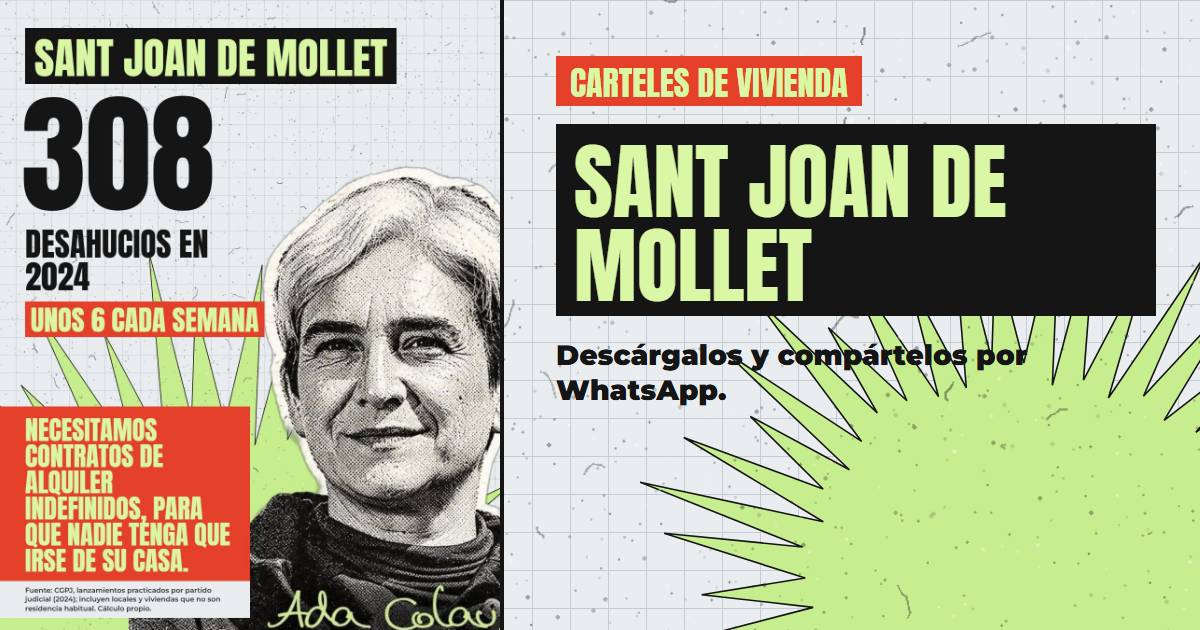 SANT JOAN DE MOLLET
308
DESAHUCIOS EN
2024
UNOS 6 CADA SEMANA
NECESITAMOS
CONTRATOS DE
ALQUILER
INDEFINIDOS, PARA
QUE NADIE TENGA QUE
IRSE DE SU CASA.
Fuente: CGPJ, lanzamientos practicados por partido
judicial (2024); incluyen locales y viviendas que no son
residencia habitual. Cálculo propio.
Ada Colau
CARTELES DE VIVIENDA
SANT JOAN DE
MOLLET
Descárgalos y compártelos por
WhatsApp.